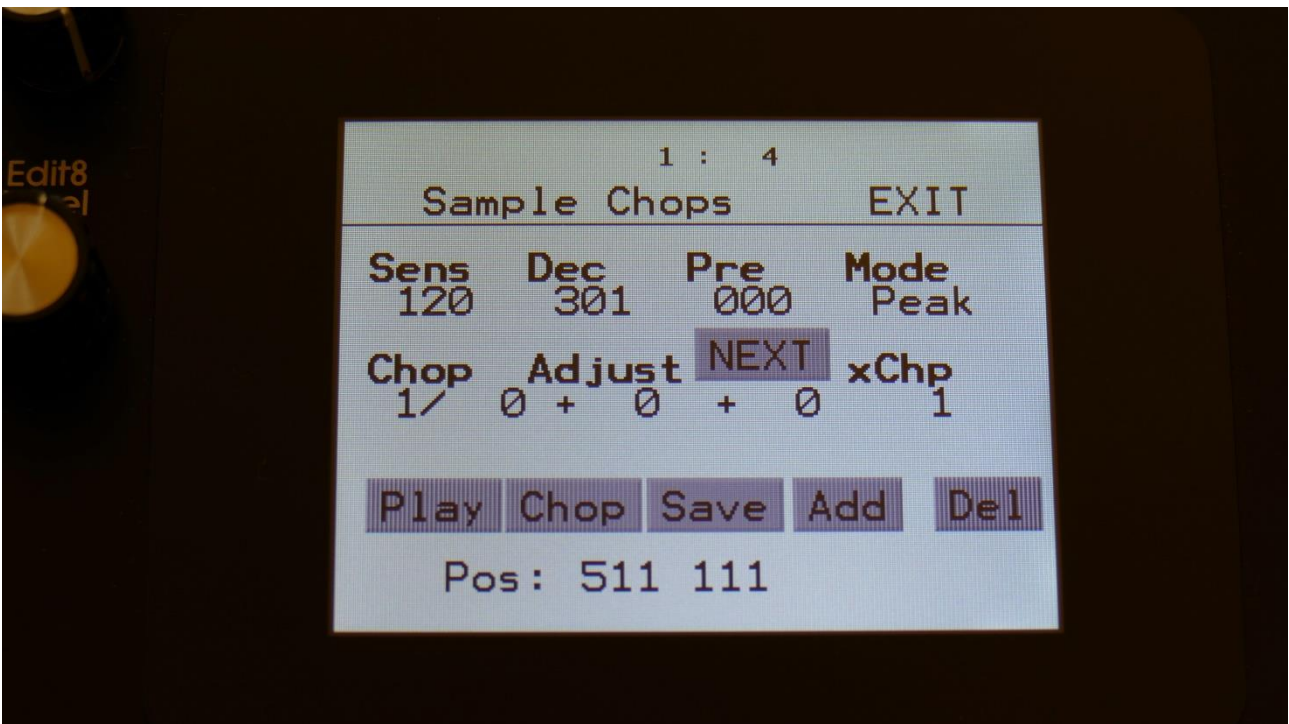 1 : 4
Edit8
Sample Chops EXIT
Sens Dec Pre Mode
120 301 000 Peak
Chop Adjust NEXT xChp
1/ 0 + 0 + 0 1
Play Chop Save Add Del
Pos: 511 111